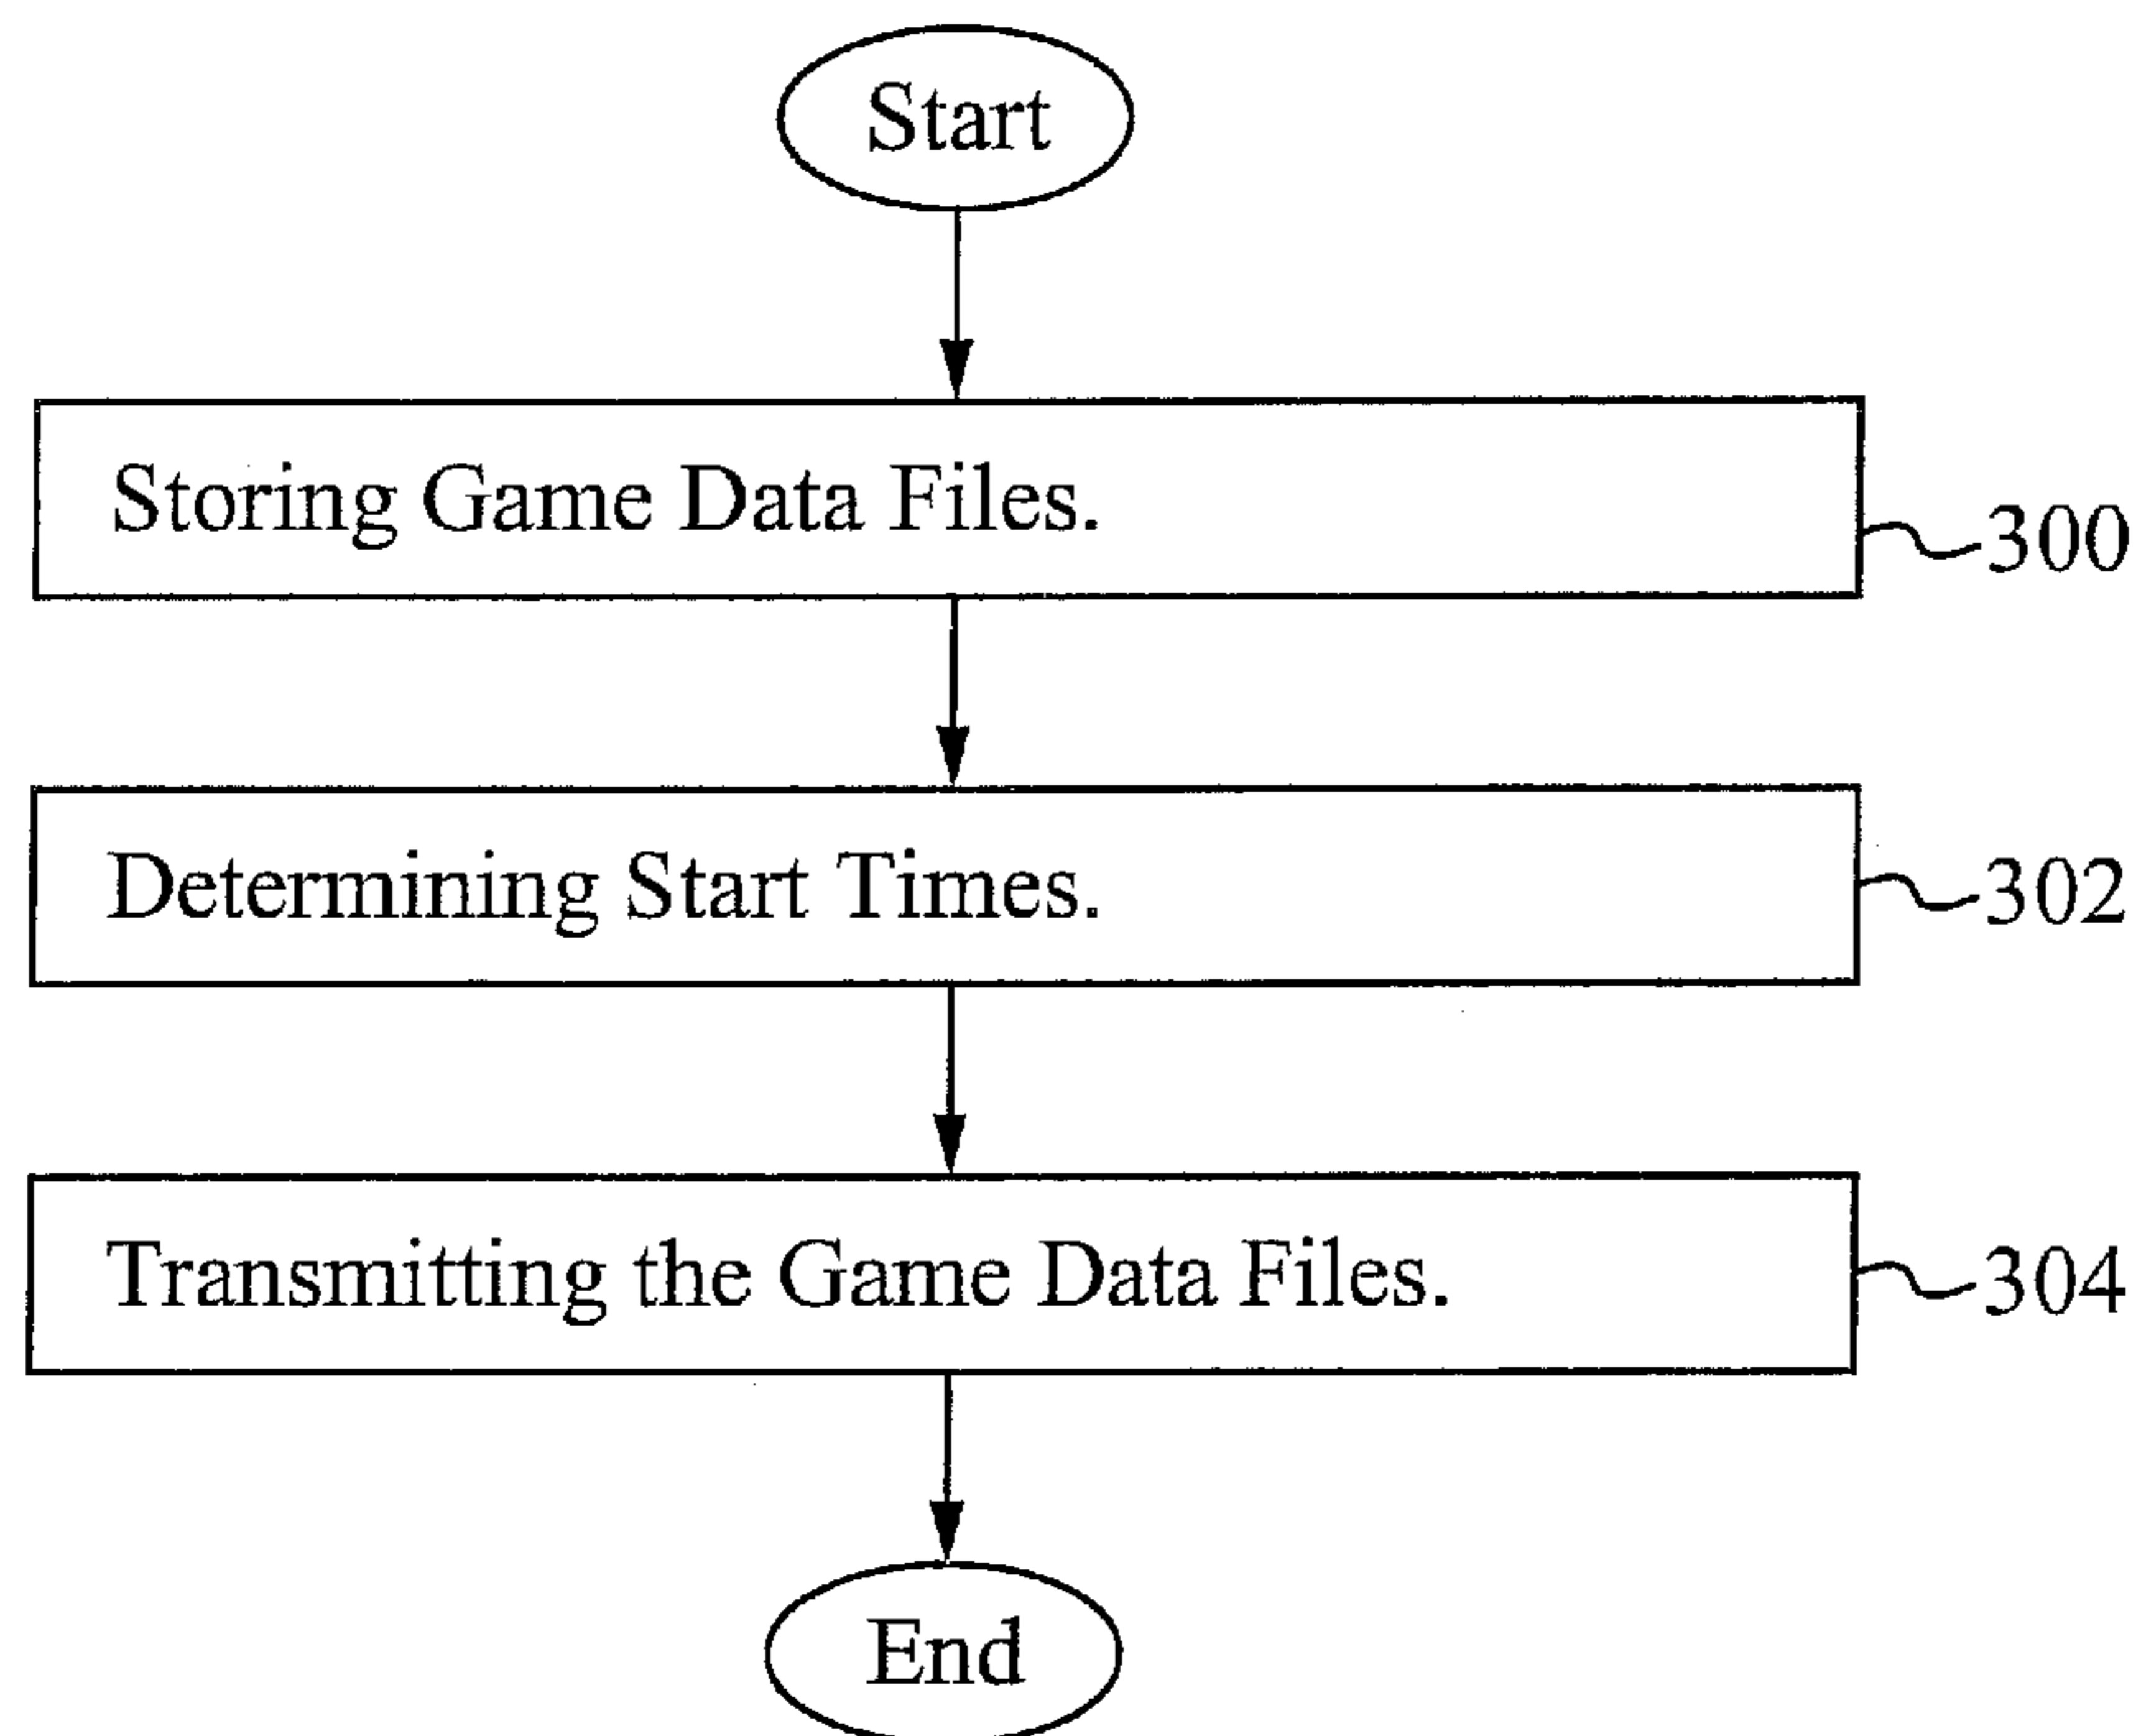 Start
Storing Game Data Files.
300
Determining Start Times.
302
Transmitting the Game Data Files.
304
End